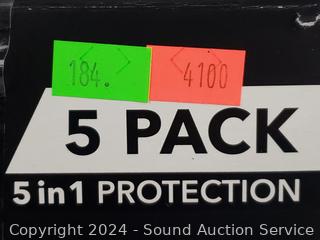 184. 4100
5 PACK
5 in 1 PROTECTION
Copyright 2024 - Sound Auction Service